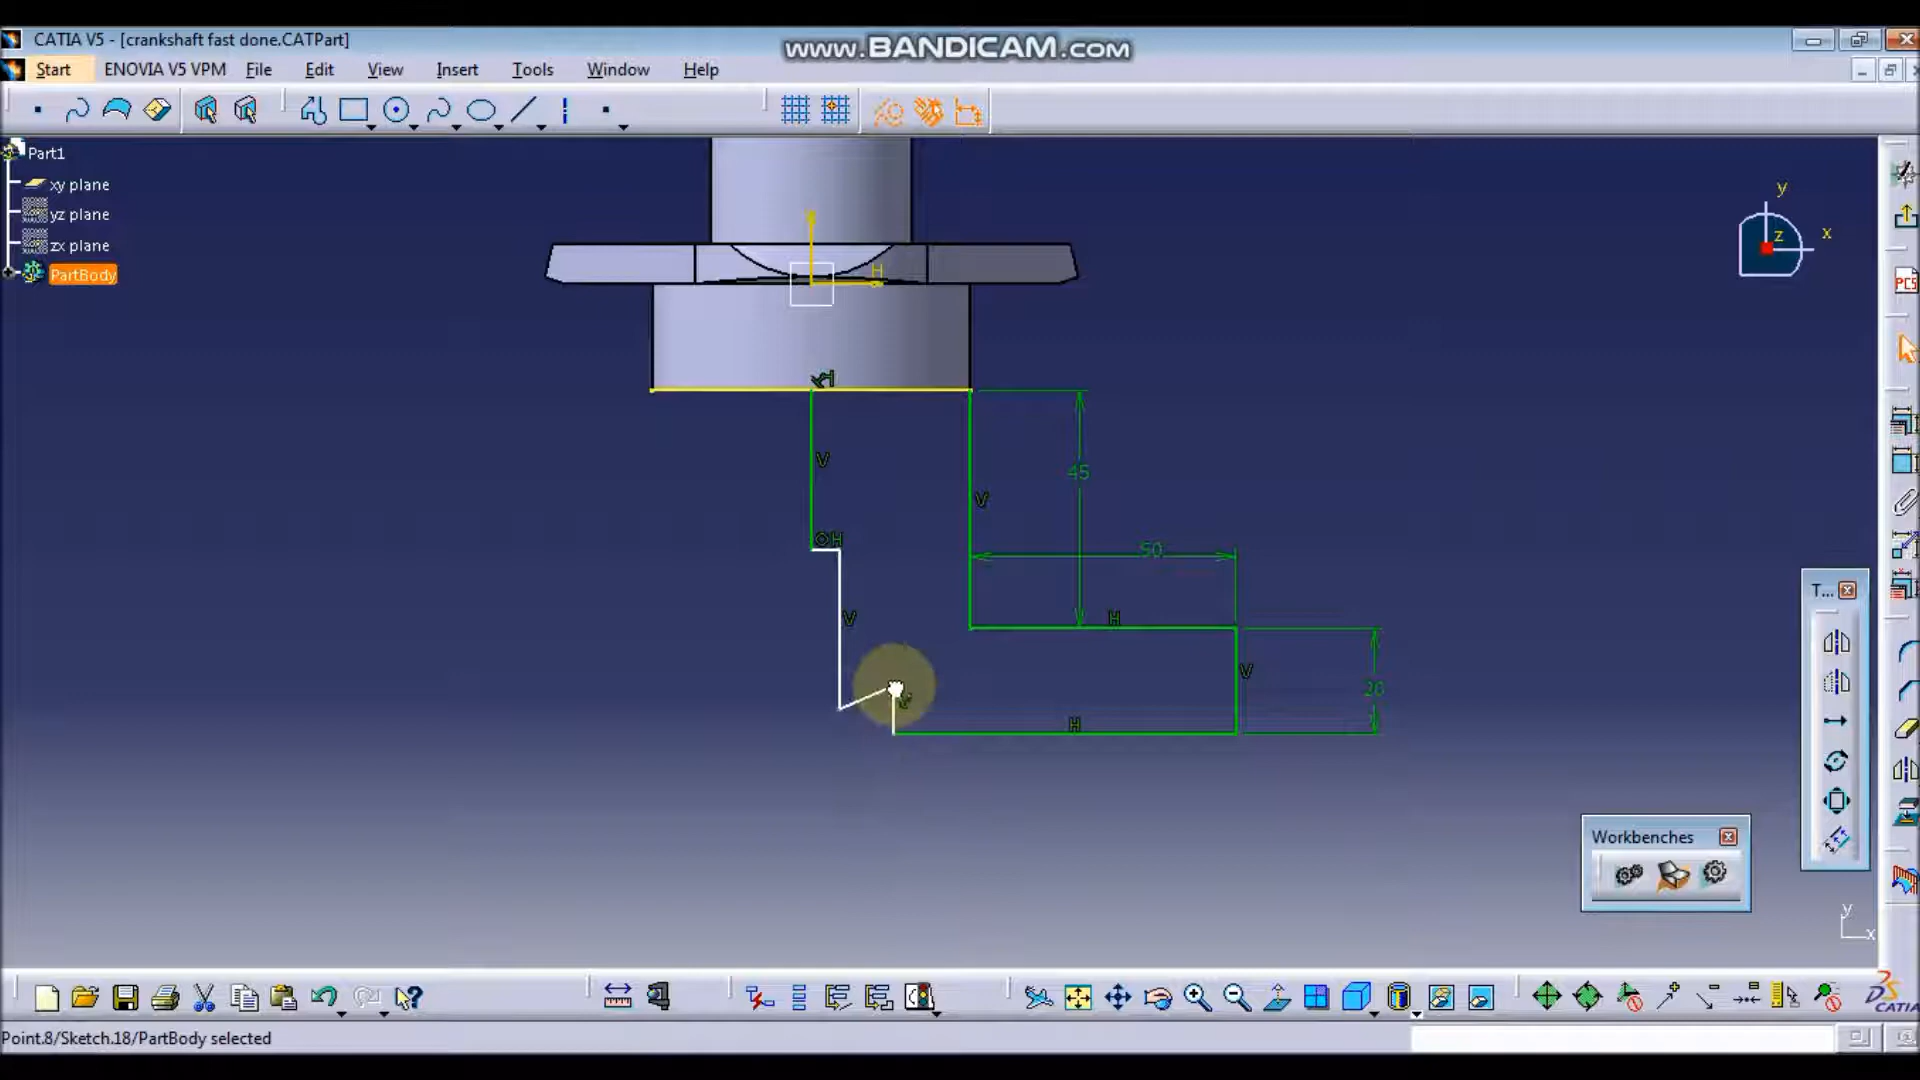 CATIA V5 - [crankshaft fast done.CATPart]
www.BANDICAM.com
Start ENOVIA V5 VPM File Edit View Insert Tools Window Help
Part1
xy plane
yz plane
zx plane
PartBody
y
x
z
H
H
V
45
V
50
H
V
H
V
20
H
T...
PCS
Workbenches
y
x
CATIA
Point.8/Sketch.18/PartBody selected